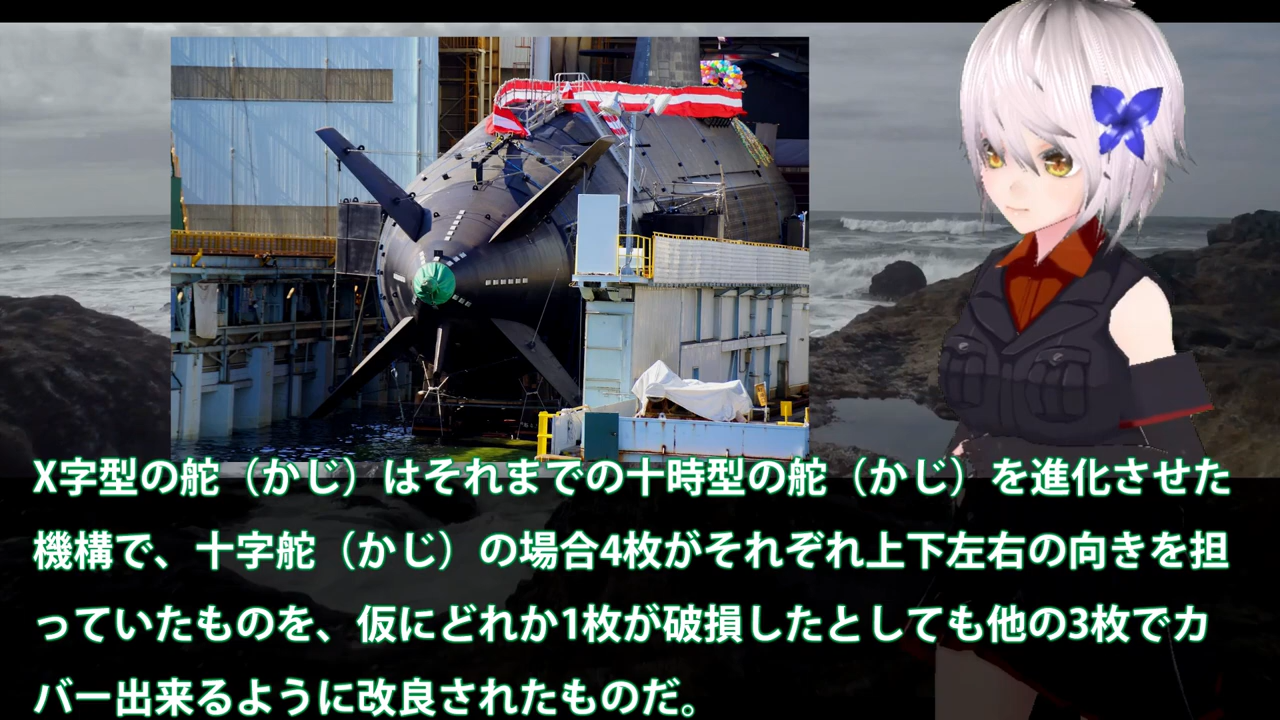 X字型の舵（かじ）はそれまでの十時型の舵（かじ）を進化させた
機構で、十字舵（かじ）の場合4枚がそれぞれ上下左右の向きを担
っていたものを、仮にどれか1枚が破損したとしても他の3枚でカ
バー出来るように改良されたものだ。